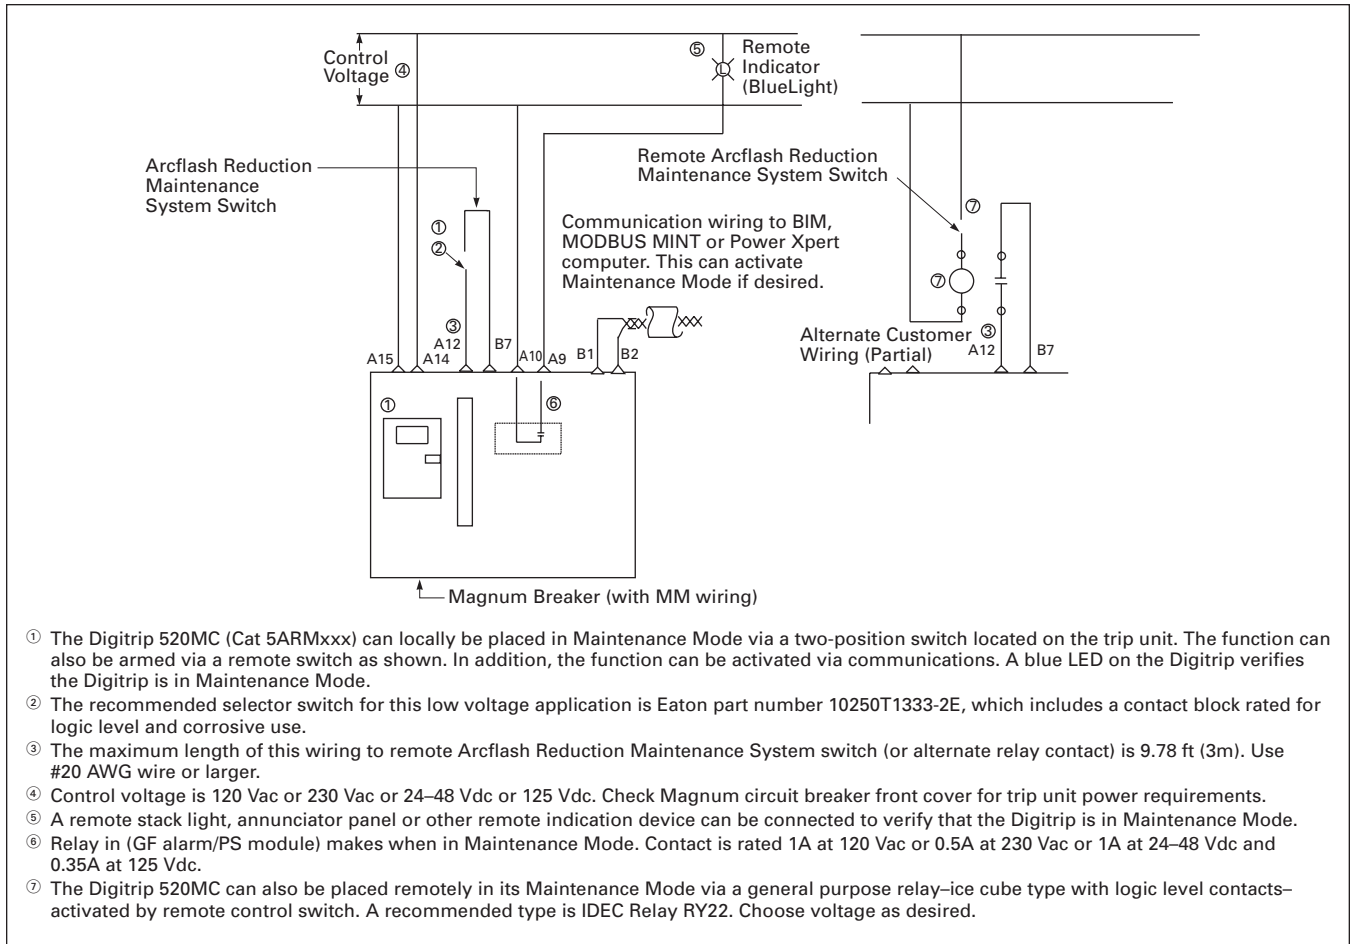 Control
Voltage ④
⑤ Remote
Indicator
(BlueLight)
L
Arcflash Reduction
Maintenance
System Switch
Remote Arcflash Reduction
Maintenance System Switch
①
②
Communication wiring to BIM,
MODBUS MINT or Power Xpert
computer. This can activate
Maintenance Mode if desired.
⑦
⑦
③
A15
A14
A12
B7
A10
A9
B1
B2
Alternate Customer
Wiring (Partial)
③
A12
B7
①
⑥
Magnum Breaker (with MM wiring)
① The Digitrip 520MC (Cat 5ARMxxx) can locally be placed in Maintenance Mode via a two-position switch located on the trip unit. The function can
also be armed via a remote switch as shown. In addition, the function can be activated via communications. A blue LED on the Digitrip verifies
the Digitrip is in Maintenance Mode.
② The recommended selector switch for this low voltage application is Eaton part number 10250T1333-2E, which includes a contact block rated for
logic level and corrosive use.
③ The maximum length of this wiring to remote Arcflash Reduction Maintenance System switch (or alternate relay contact) is 9.78 ft (3m). Use
#20 AWG wire or larger.
④ Control voltage is 120 Vac or 230 Vac or 24–48 Vdc or 125 Vdc. Check Magnum circuit breaker front cover for trip unit power requirements.
⑤ A remote stack light, annunciator panel or other remote indication device can be connected to verify that the Digitrip is in Maintenance Mode.
⑥ Relay in (GF alarm/PS module) makes when in Maintenance Mode. Contact is rated 1A at 120 Vac or 0.5A at 230 Vac or 1A at 24–48 Vdc and
0.35A at 125 Vdc.
⑦ The Digitrip 520MC can also be placed remotely in its Maintenance Mode via a general purpose relay–ice cube type with logic level contacts–
activated by remote control switch. A recommended type is IDEC Relay RY22. Choose voltage as desired.